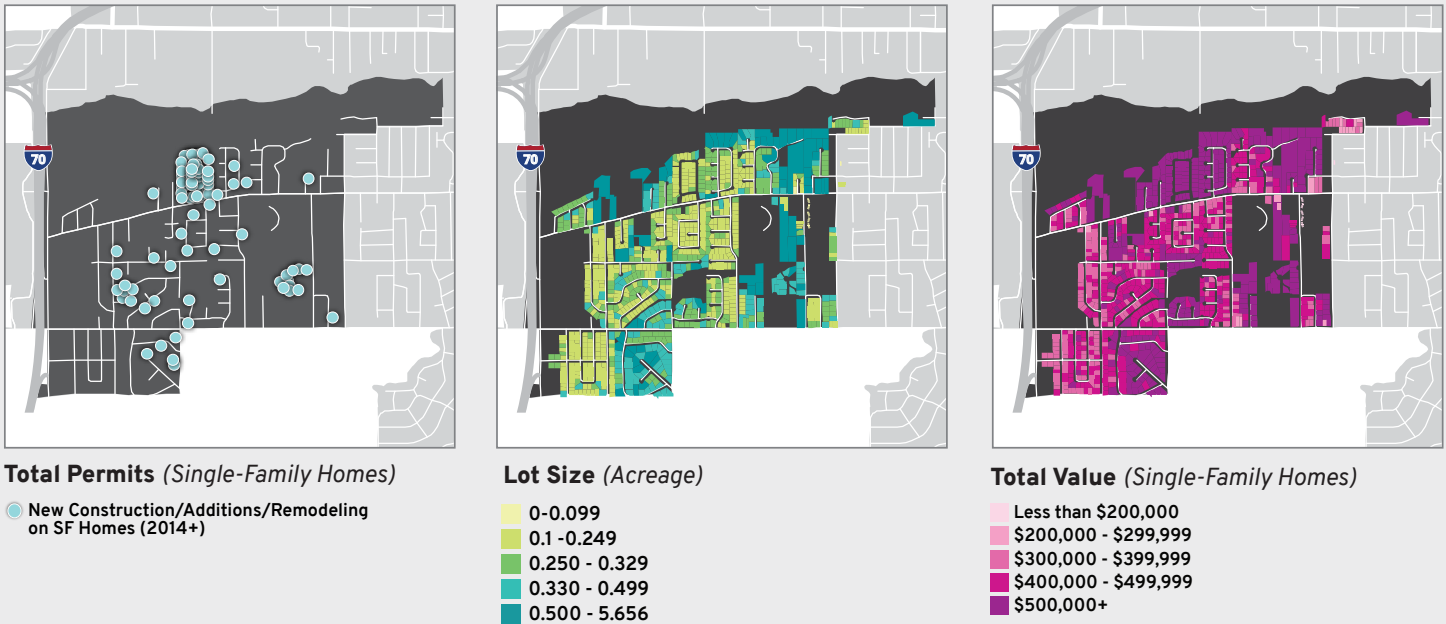 70
70
70
Total Permits (Single-Family Homes)
New Construction/Additions/Remodeling
on SF Homes (2014+)
Lot Size (Acreage)
0-0.099
0.1 -0.249
0.250 - 0.329
0.330 - 0.499
0.500 - 5.656
Total Value (Single-Family Homes)
Less than $200,000
$200,000 - $299,999
$300,000 - $399,999
$400,000 - $499,999
$500,000+